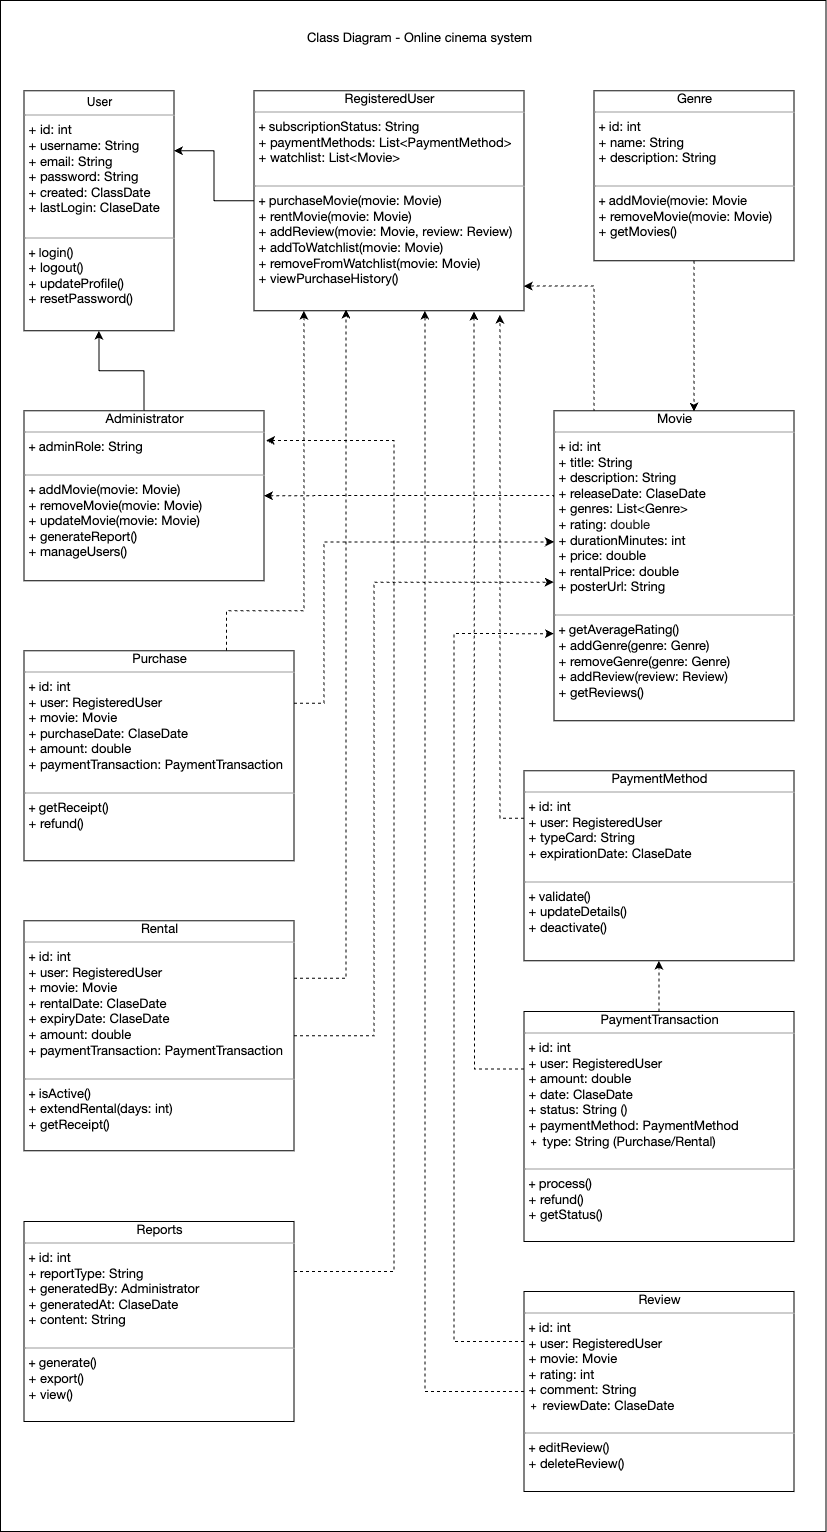 Class Diagram - Online cinema system
User
+ id: int
+ username: String
+ email: String
+ password: String
+ created: ClassDate
+ lastLogin: ClaseDate
+ login()
+ logout()
+ updateProfile()
+ resetPassword()
RegisteredUser
+ subscriptionStatus: String
+ paymentMethods: List<PaymentMethod>
+ watchlist: List<Movie>
+ purchaseMovie(movie: Movie)
+ rentMovie(movie: Movie)
+ addReview(movie: Movie, review: Review)
+ addToWatchlist(movie: Movie)
+ removeFromWatchlist(movie: Movie)
+ viewPurchaseHistory()
Genre
+ id: int
+ name: String
+ description: String
+ addMovie(movie: Movie
+ removeMovie(movie: Movie)
+ getMovies()
Administrator
+ adminRole: String
+ addMovie(movie: Movie)
+ removeMovie(movie: Movie)
+ updateMovie(movie: Movie)
+ generateReport()
+ manageUsers()
Movie
+ id: int
+ title: String
+ description: String
+ releaseDate: ClaseDate
+ genres: List<Genre>
+ rating: double
+ durationMinutes: int
+ price: double
+ rentalPrice: double
+ posterUrl: String
+ getAverageRating()
+ addGenre(genre: Genre)
+ removeGenre(genre: Genre)
+ addReview(review: Review)
+ getReviews()
Purchase
+ id: int
+ user: RegisteredUser
+ movie: Movie
+ purchaseDate: ClaseDate
+ amount: double
+ paymentTransaction: PaymentTransaction
+ getReceipt()
+ refund()
PaymentMethod
+ id: int
+ user: RegisteredUser
+ typeCard: String
+ expirationDate: ClaseDate
+ validate()
+ updateDetails()
+ deactivate()
Rental
+ id: int
+ user: RegisteredUser
+ movie: Movie
+ rentalDate: ClaseDate
+ expiryDate: ClaseDate
+ amount: double
+ paymentTransaction: PaymentTransaction
+ isActive()
+ extendRental(days: int)
+ getReceipt()
PaymentTransaction
+ id: int
+ user: RegisteredUser
+ amount: double
+ date: ClaseDate
+ status: String ()
+ paymentMethod: PaymentMethod
+ type: String (Purchase/Rental)
+ process()
+ refund()
+ getStatus()
Reports
+ id: int
+ reportType: String
+ generatedBy: Administrator
+ generatedAt: ClaseDate
+ content: String
+ generate()
+ export()
+ view()
Review
+ id: int
+ user: RegisteredUser
+ movie: Movie
+ rating: int
+ comment: String
+ reviewDate: ClaseDate
+ editReview()
+ deleteReview()